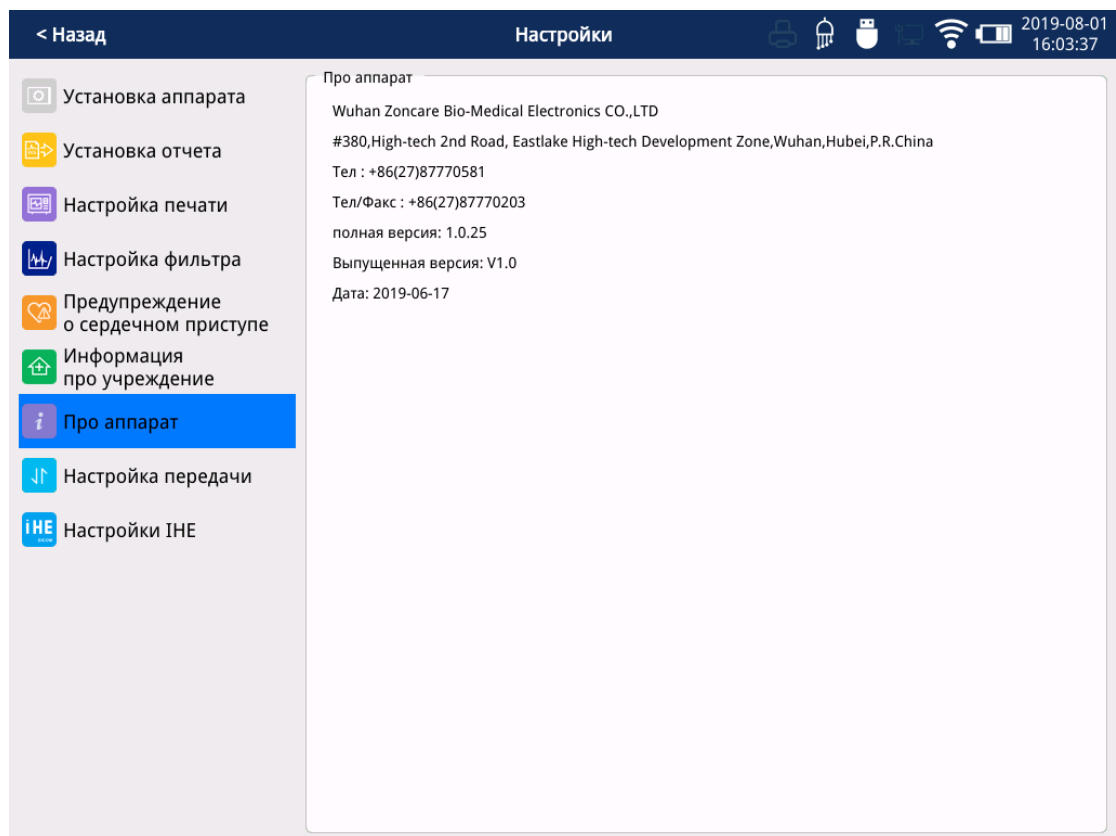 < Назад
Настройки
2019-08-01
16:03:37
Установка аппарата
Установка отчета
Настройка печати
Настройка фильтра
Предупреждение
о сердечном приступе
Информация
про учреждение
Про аппарат
Настройка передачи
iHE
Настройки IHE
Про аппарат
Wuhan Zoncare Bio-Medical Electronics CO.,LTD
#380,High-tech 2nd Road, Eastlake High-tech Development Zone,Wuhan,Hubei,P.R.China
Тел : +86(27)87770581
Тел/Факс : +86(27)87770203
полная версия: 1.0.25
Выпущенная версия: V1.0
Дата: 2019-06-17